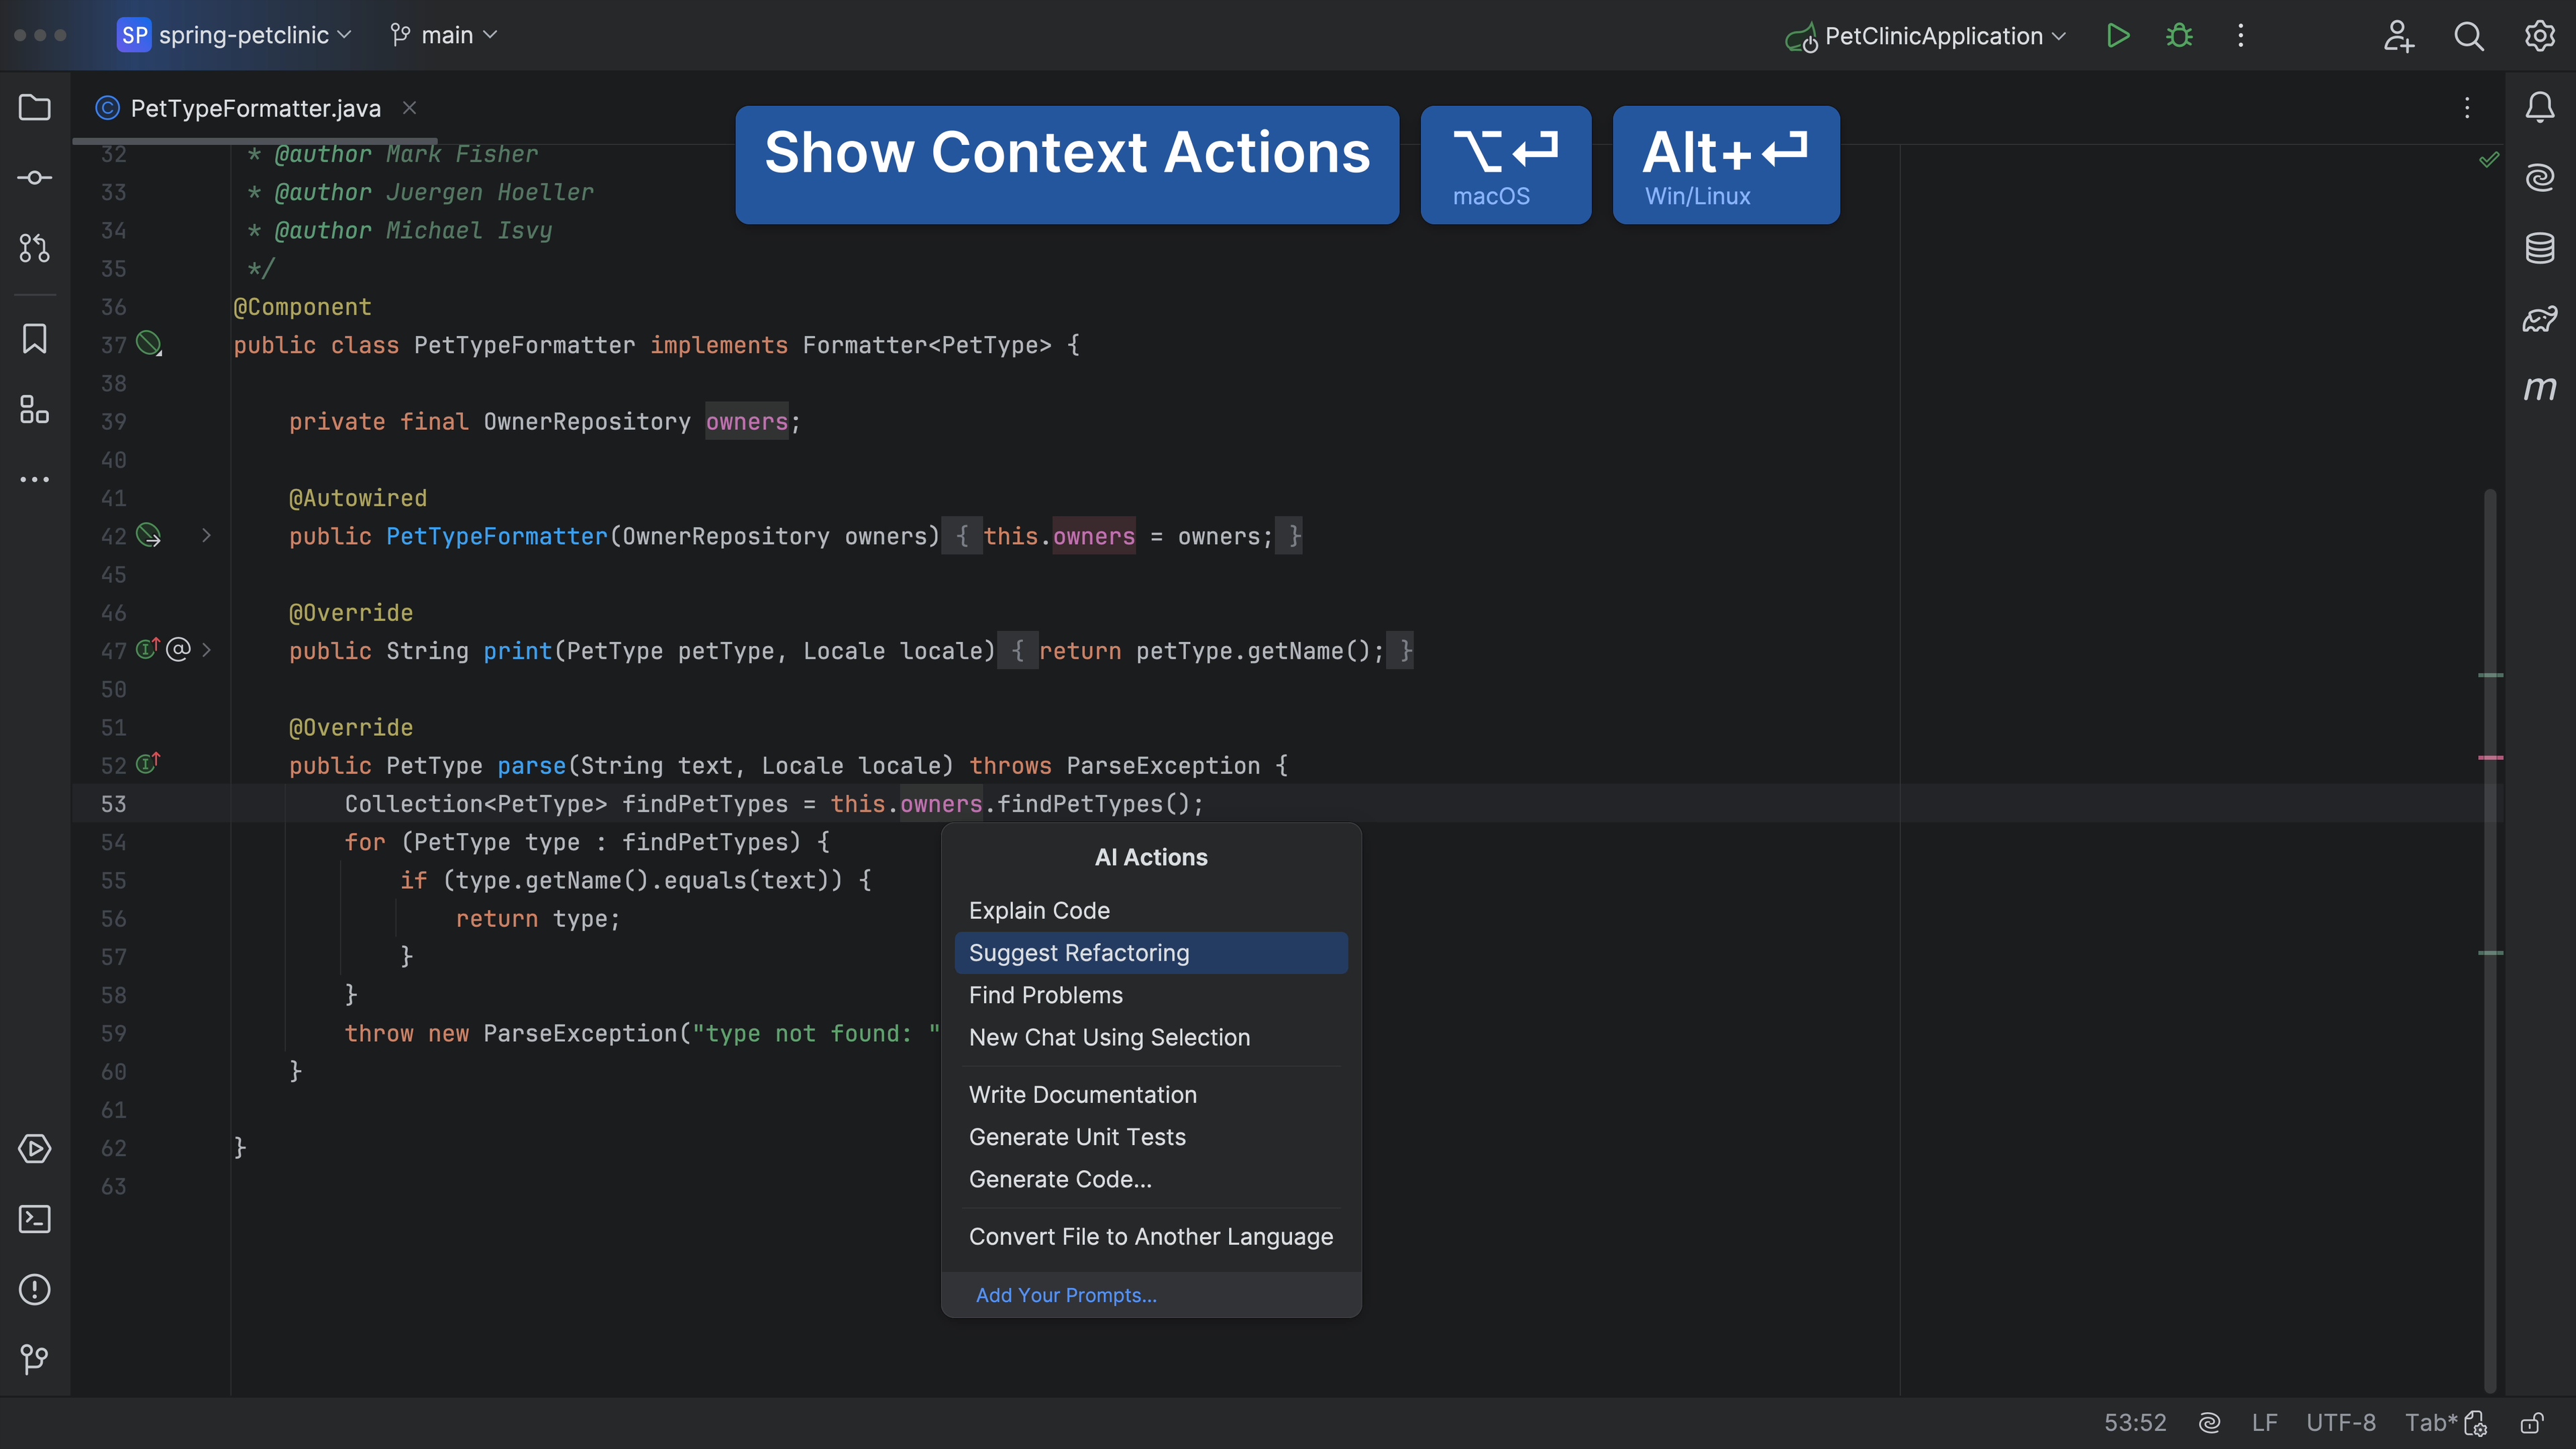 SP spring-petclinic main PetClinicApplication
PetTypeFormatter.java
Show Context Actions ⌥⏎ Alt+⏎
macOS Win/Linux
32 * @author Mark Fisher
33 * @author Juergen Hoeller
34 * @author Michael Isvy
35 */
36 @Component
37 public class PetTypeFormatter implements Formatter<PetType> {
38
39 private final OwnerRepository owners;
40
41 @Autowired
42 public PetTypeFormatter(OwnerRepository owners) { this.owners = owners; }
45
46 @Override
47 public String print(PetType petType, Locale locale) { return petType.getName(); }
50
51 @Override
52 public PetType parse(String text, Locale locale) throws ParseException {
53 Collection<PetType> findPetTypes = this.owners.findPetTypes();
54 for (PetType type : findPetTypes) {
55 if (type.getName().equals(text)) {
56 return type;
57 }
58 }
59 throw new ParseException("type not found: "
60 }
61
62 }
63
AI Actions
Explain Code
Suggest Refactoring
Find Problems
New Chat Using Selection
Write Documentation
Generate Unit Tests
Generate Code...
Convert File to Another Language
Add Your Prompts...
53:52 LF UTF-8 Tab*